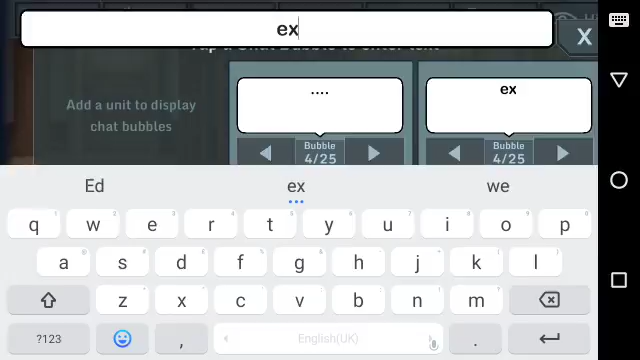 ex
Tap a Chat Bubble to enter text
X
Add a unit to display
chat bubbles
....
ex
Bubble
4/25
Bubble
4/25
Ed
ex
we
q w e r t y u i o p
a s d f g h j k l
z x c v b n m
?123
,
English(UK)
.